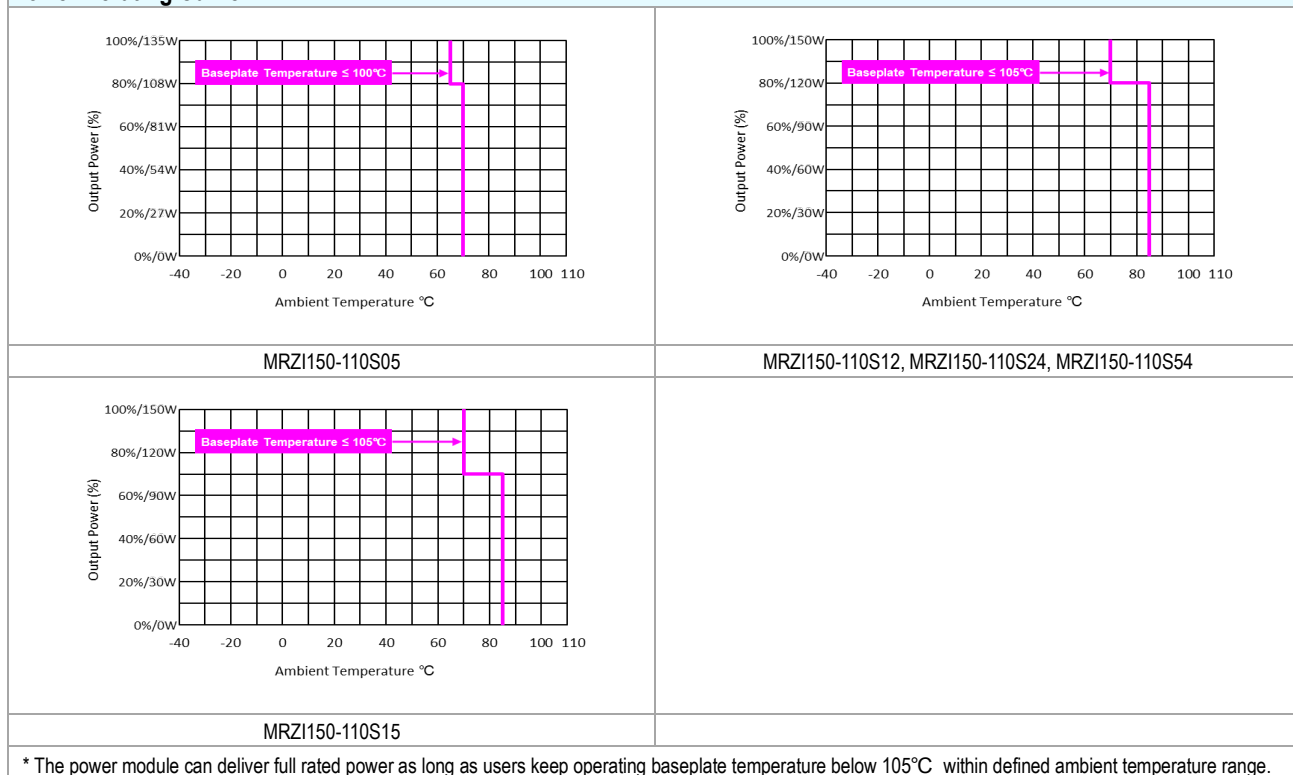 100%/135W
Baseplate Temperature ≤ 100℃
80%/108W
60%/81W
40%/54W
20%/27W
0%/0W
Output Power (%)
-40 -20 0 20 40 60 80 100 110
Ambient Temperature ℃
100%/150W
Baseplate Temperature ≤ 105℃
80%/120W
60%/90W
40%/60W
20%/30W
0%/0W
Output Power (%)
-40 -20 0 20 40 60 80 100 110
Ambient Temperature ℃
MRZI150-110S05
MRZI150-110S12, MRZI150-110S24, MRZI150-110S54
100%/150W
Baseplate Temperature ≤ 105℃
80%/120W
60%/90W
40%/60W
20%/30W
0%/0W
Output Power (%)
-40 -20 0 20 40 60 80 100 110
Ambient Temperature ℃
MRZI150-110S15
* The power module can deliver full rated power as long as users keep operating baseplate temperature below 105℃ within defined ambient temperature range.